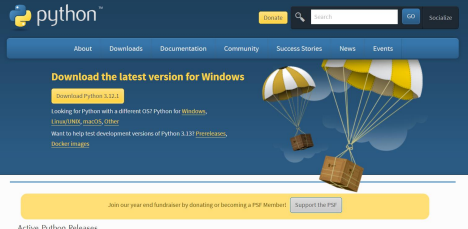 python™
Donate
Search
GO
Socialize
About Downloads Documentation Community Success Stories News Events
Download the latest version for Windows
Download Python 3.12.1
Looking for Python with a different OS? Python for Windows,
Linux/UNIX, macOS, Other
Want to help test development versions of Python 3.13? Prereleases,
Docker images
Join our year end fundraiser by donating or becoming a PSF Member!
Support the PSF
Active Python Releases